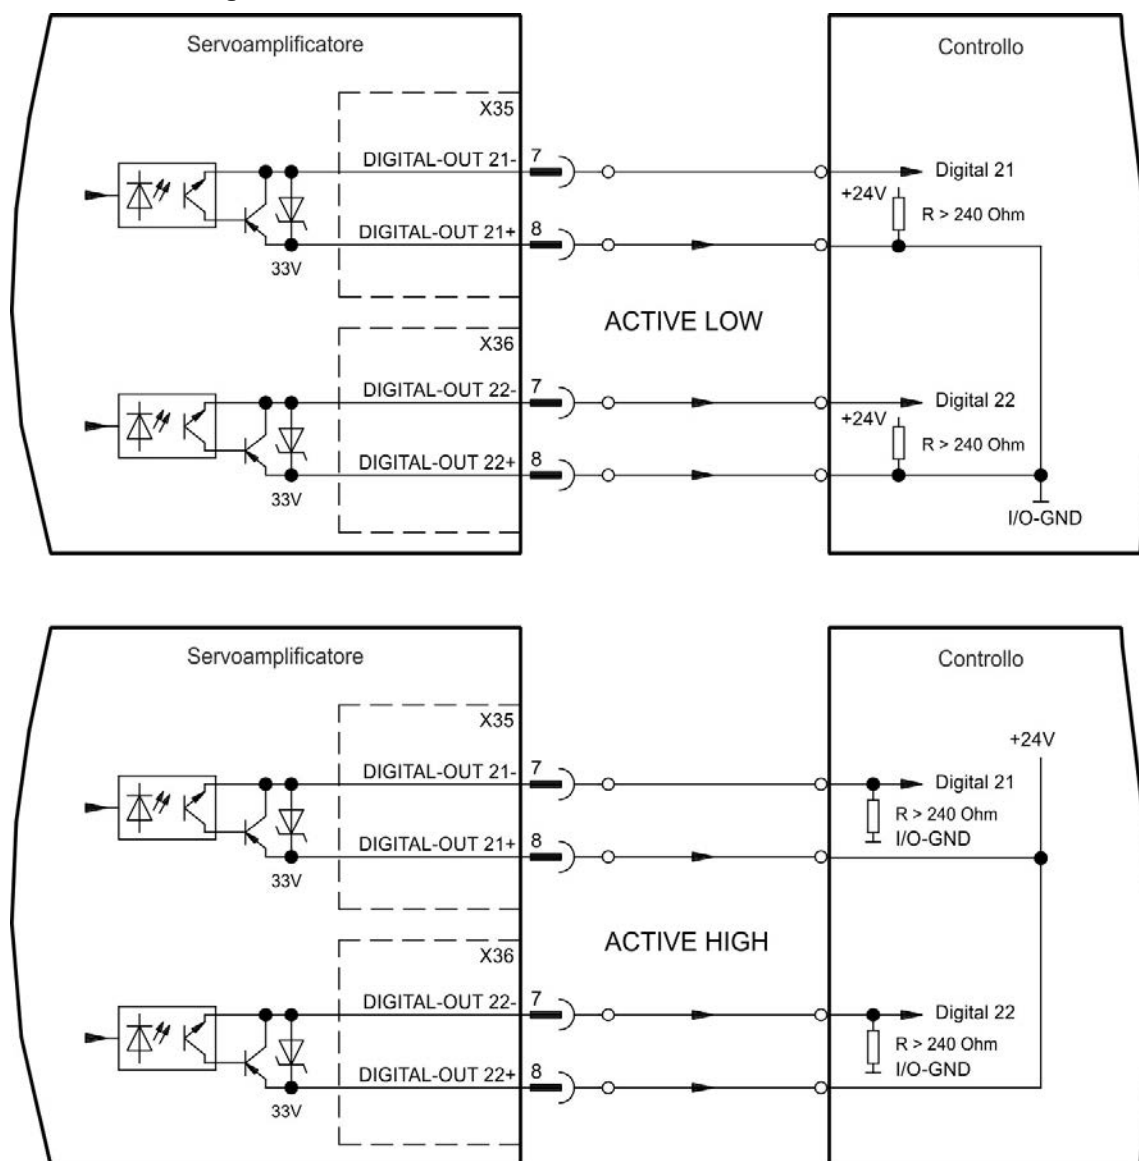 Servoamplificatore
Controllo
X35
DIGITAL-OUT 21-
7
Digital 21
+24V
R > 240 Ohm
DIGITAL-OUT 21+
8
33V
ACTIVE LOW
X36
DIGITAL-OUT 22-
7
Digital 22
+24V
R > 240 Ohm
DIGITAL-OUT 22+
8
33V
I/O-GND
Servoamplificatore
Controllo
X35
+24V
DIGITAL-OUT 21-
7
Digital 21
R > 240 Ohm
I/O-GND
DIGITAL-OUT 21+
8
33V
ACTIVE HIGH
X36
DIGITAL-OUT 22-
7
Digital 22
R > 240 Ohm
I/O-GND
DIGITAL-OUT 22+
8
33V